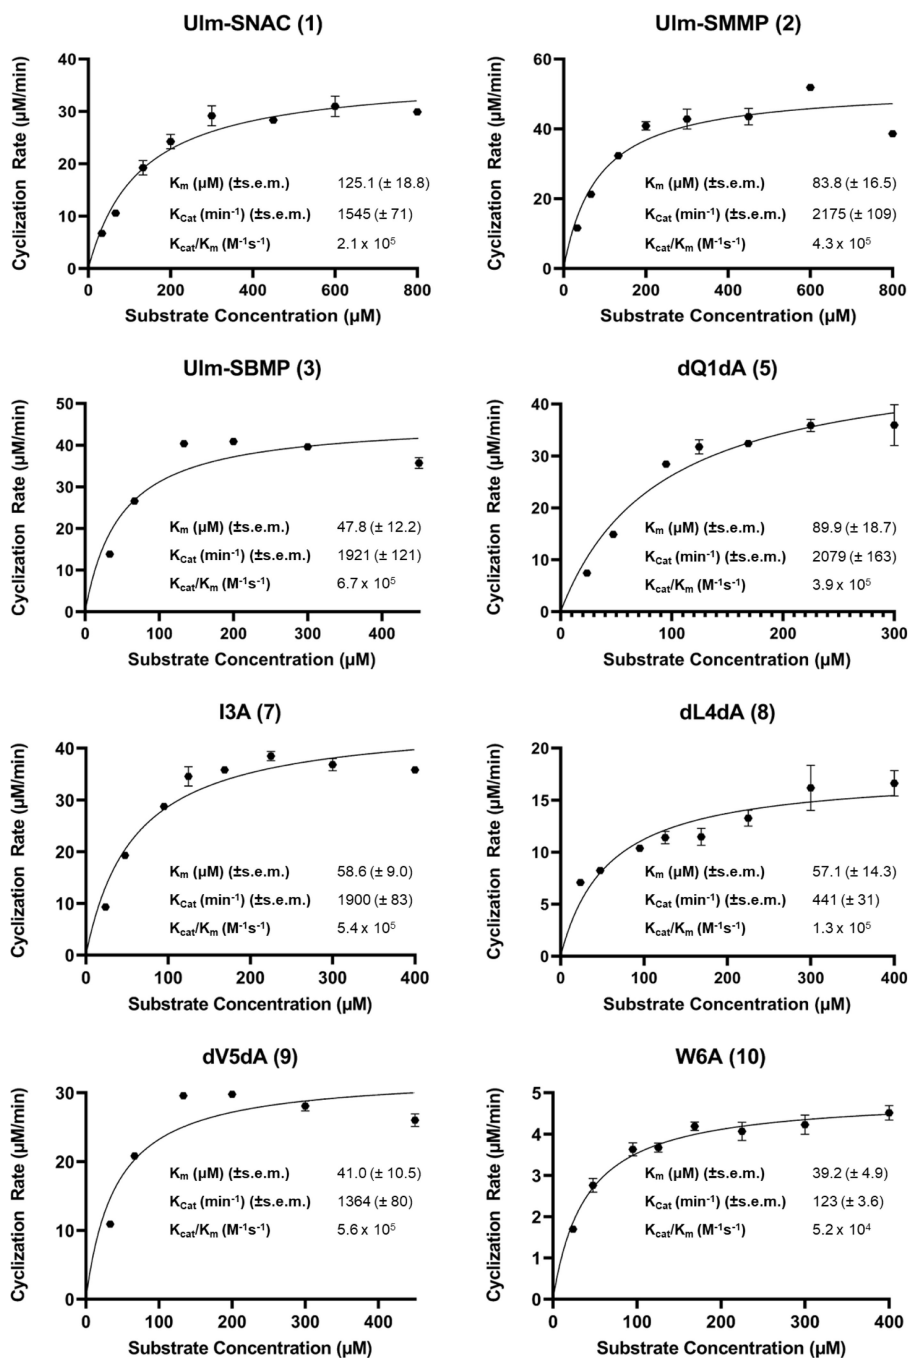 Ulm-SNAC (1)
Cyclization Rate (µM/min)
40
30
20
10
0
Km (µM) (±s.e.m.) 125.1 (± 18.8)
KCat (min-1) (±s.e.m.) 1545 (± 71)
Kcat/Km (M-1s-1) 2.1 x 10⁵
0 200 400 600 800
Substrate Concentration (µM)
Ulm-SMMP (2)
Cyclization Rate (µM/min)
60
40
20
0
Km (µM) (±s.e.m.) 83.8 (± 16.5)
KCat (min-1) (±s.e.m.) 2175 (± 109)
Kcat/Km (M-1s-1) 4.3 x 10⁵
0 200 400 600 800
Substrate Concentration (µM)
Ulm-SBMP (3)
Cyclization Rate (µM/min)
50
40
30
20
10
0
Km (µM) (±s.e.m.) 47.8 (± 12.2)
KCat (min-1) (±s.e.m.) 1921 (± 121)
Kcat/Km (M-1s-1) 6.7 x 10⁵
0 100 200 300 400
Substrate Concentration (µM)
dQ1dA (5)
Cyclization Rate (µM/min)
40
30
20
10
0
Km (µM) (±s.e.m.) 89.9 (± 18.7)
KCat (min-1) (±s.e.m.) 2079 (± 163)
Kcat/Km (M-1s-1) 3.9 x 10⁵
0 100 200 300
Substrate Concentration (µM)
I3A (7)
Cyclization Rate (µM/min)
40
30
20
10
0
Km (µM) (±s.e.m.) 58.6 (± 9.0)
KCat (min-1) (±s.e.m.) 1900 (± 83)
Kcat/Km (M-1s-1) 5.4 x 10⁵
0 100 200 300 400
Substrate Concentration (µM)
dL4dA (8)
Cyclization Rate (µM/min)
20
15
10
5
0
Km (µM) (±s.e.m.) 57.1 (± 14.3)
KCat (min-1) (±s.e.m.) 441 (± 31)
Kcat/Km (M-1s-1) 1.3 x 10⁵
0 100 200 300 400
Substrate Concentration (µM)
dV5dA (9)
Cyclization Rate (µM/min)
30
20
10
0
Km (µM) (±s.e.m.) 41.0 (± 10.5)
KCat (min-1) (±s.e.m.) 1364 (± 80)
Kcat/Km (M-1s-1) 5.6 x 10⁵
0 100 200 300 400
Substrate Concentration (µM)
W6A (10)
Cyclization Rate (µM/min)
5
4
3
2
1
0
Km (µM) (±s.e.m.) 39.2 (± 4.9)
KCat (min-1) (±s.e.m.) 123 (± 3.6)
Kcat/Km (M-1s-1) 5.2 x 10⁴
0 100 200 300 400
Substrate Concentration (µM)